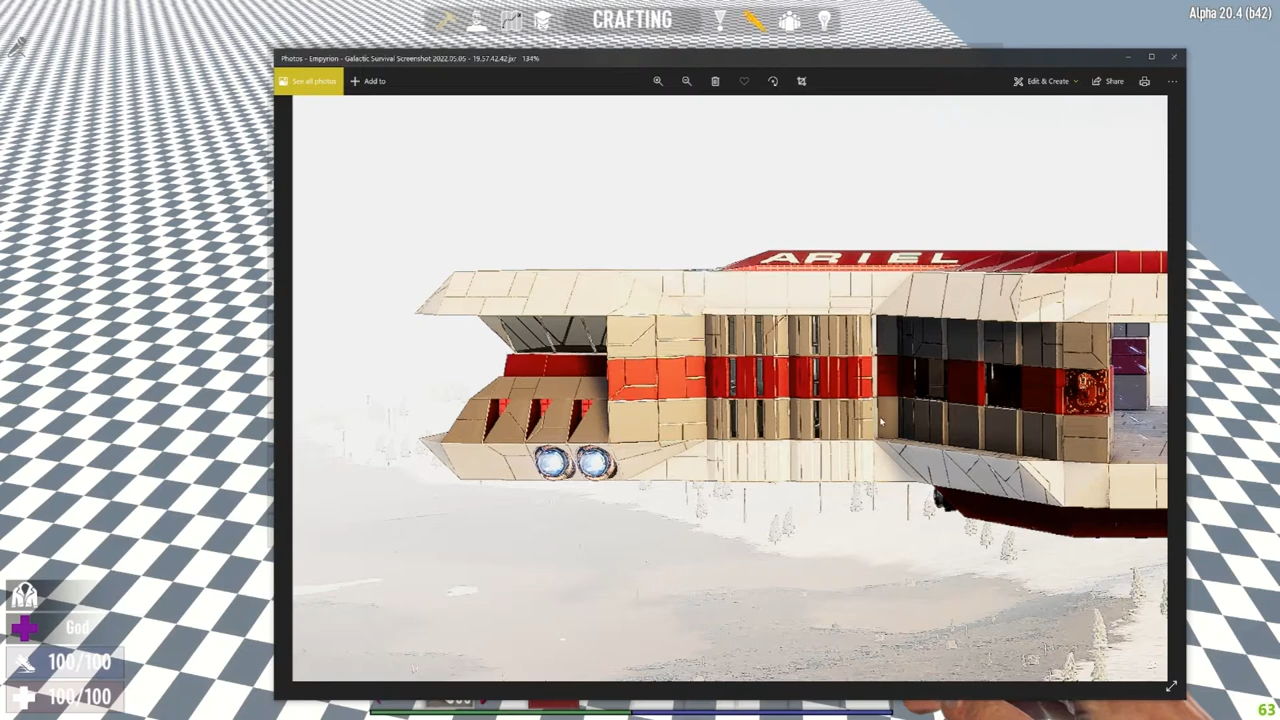 CRAFTING
Alpha 20.4 (b42)
Photos - Empyrion - Galactic Survival Screenshot 2022.05.05 - 19.57.42.42.jxr 134%
See all photos
Add to
Edit & Create
Share
ARIEL
God
100/100
100/100
63